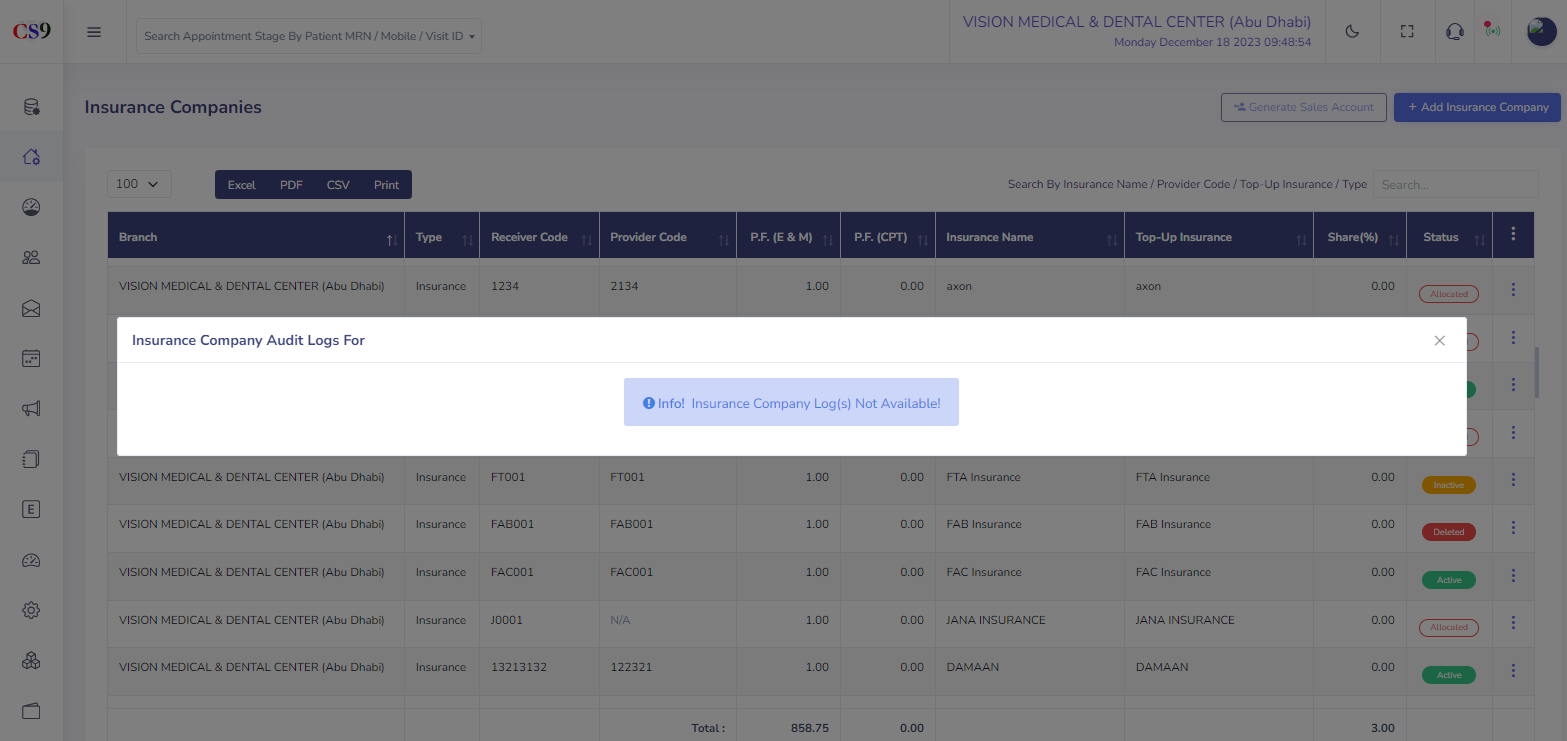 CS9
Search Appointment Stage By Patient MRN / Mobile / Visit ID
VISION MEDICAL & DENTAL CENTER (Abu Dhabi)
Monday December 18 2023 09:48:54
Insurance Companies
Generate Sales Account
+ Add Insurance Company
100
Excel PDF CSV Print
Search By Insurance Name / Provider Code / Top-Up Insurance / Type
Search...
Branch Type Receiver Code Provider Code P.F. (E & M) P.F. (CPT) Insurance Name Top-Up Insurance Share(%) Status
VISION MEDICAL & DENTAL CENTER (Abu Dhabi) Insurance 1234 2134 1.00 0.00 axon axon 0.00 Allocated
Insurance Company Audit Logs For
Info! Insurance Company Log(s) Not Available!
VISION MEDICAL & DENTAL CENTER (Abu Dhabi) Insurance FT001 FT001 1.00 0.00 FTA Insurance FTA Insurance 0.00 Inactive
VISION MEDICAL & DENTAL CENTER (Abu Dhabi) Insurance FAB001 FAB001 1.00 0.00 FAB Insurance FAB Insurance 0.00 Deleted
VISION MEDICAL & DENTAL CENTER (Abu Dhabi) Insurance FAC001 FAC001 1.00 0.00 FAC Insurance FAC Insurance 0.00 Active
E
VISION MEDICAL & DENTAL CENTER (Abu Dhabi) Insurance J0001 N/A 1.00 0.00 JANA INSURANCE JANA INSURANCE 0.00 Allocated
VISION MEDICAL & DENTAL CENTER (Abu Dhabi) Insurance 13213132 122321 1.00 0.00 DAMAAN DAMAAN 0.00 Active
Total : 858.75 0.00 3.00